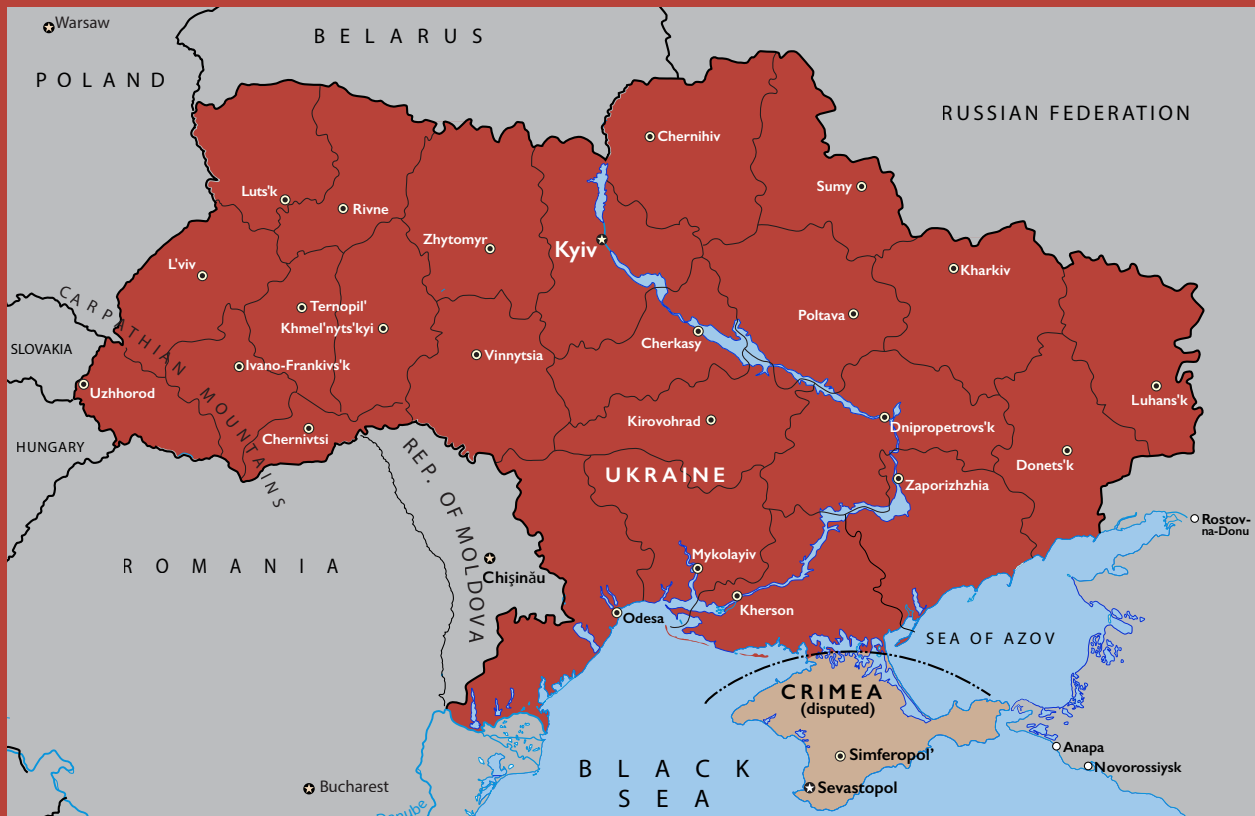 Warsaw
BELARUS
POLAND
RUSSIAN FEDERATION
Chernihiv
Sumy
Luts'k
Rivne
Zhytomyr
Kyiv
L'viv
Kharkiv
CARPATHIAN MOUNTAINS
Ternopil'
Khmel'nyts'kyi
Poltava
Cherkasy
SLOVAKIA
Vinnytsia
Ivano-Frankivs'k
Uzhhorod
Luhans'k
Kirovohrad
Dnipropetrovs'k
Chernivtsi
HUNGARY
Donets'k
UKRAINE
Zaporizhzhia
REP. OF MOLDOVA
Rostov-
na-Donu
ROMANIA
Mykolayiv
Chişinău
Kherson
Odesa
SEA OF AZOV
CRIMEA
(disputed)
Simferopol’
Anapa
Novorossiysk
BLACK
SEA
Sevastopol
Bucharest
Danube